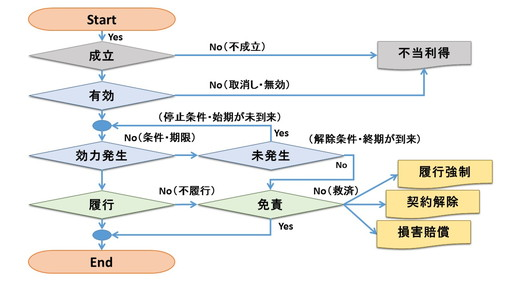 Start
Yes
No（不成立）
成立
不当利得
No（取消し・無効）
有効
（停止条件・始期が未到来）
No（条件・期限）
Yes
（解除条件・終期が到来）
効力発生
未発生
No
履行強制
No（不履行）
No（救済）
履行
免責
契約解除
Yes
損害賠償
End